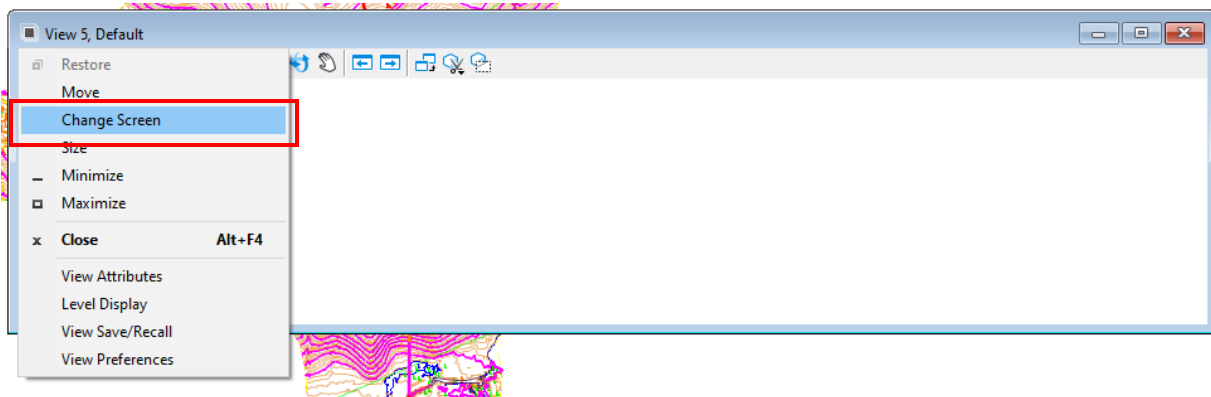 View 5, Default
Restore
Move
Change Screen
Size
Minimize
Maximize
Close Alt+F4
View Attributes
Level Display
View Save/Recall
View Preferences